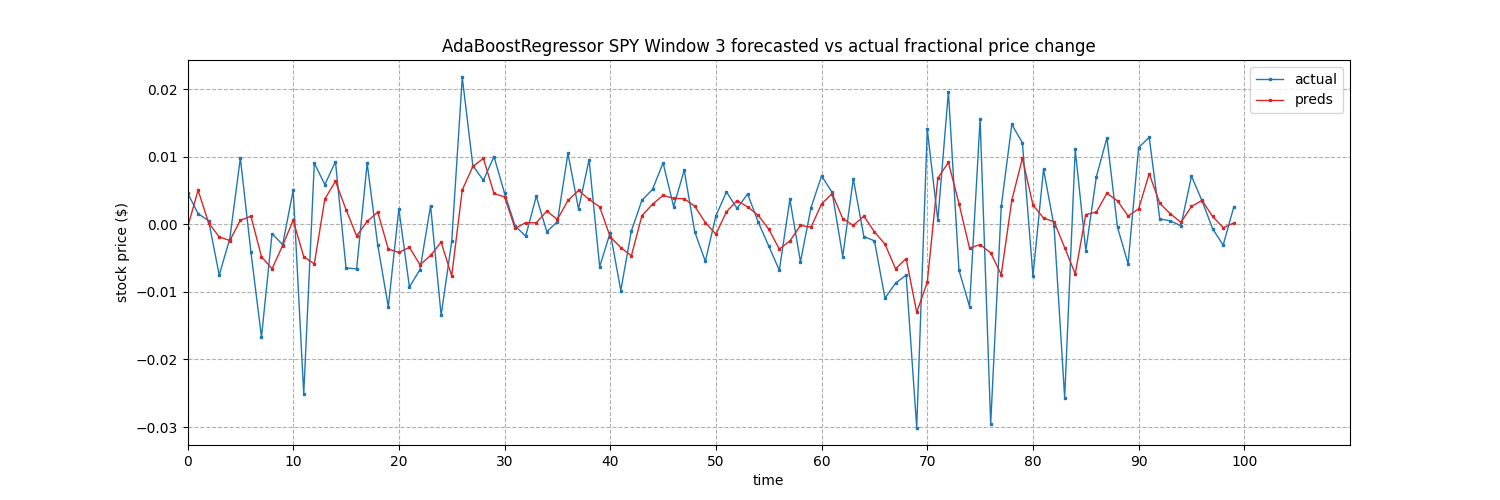 AdaBoostRegressor SPY Window 3 forecasted vs actual fractional price change
actual
preds
0.02
0.01
0.00
−0.01
−0.02
−0.03
stock price ($)
0 10 20 30 40 50 60 70 80 90 100
time